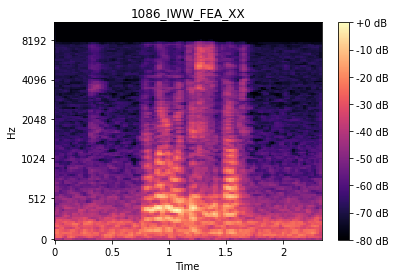 1086_IWW_FEA_XX
+0 dB
8192
-10 dB
4096
-20 dB
-30 dB
2048
-40 dB
Hz
1024
-50 dB
512
-60 dB
-70 dB
0
-80 dB
0 0.5 1 1.5 2
Time